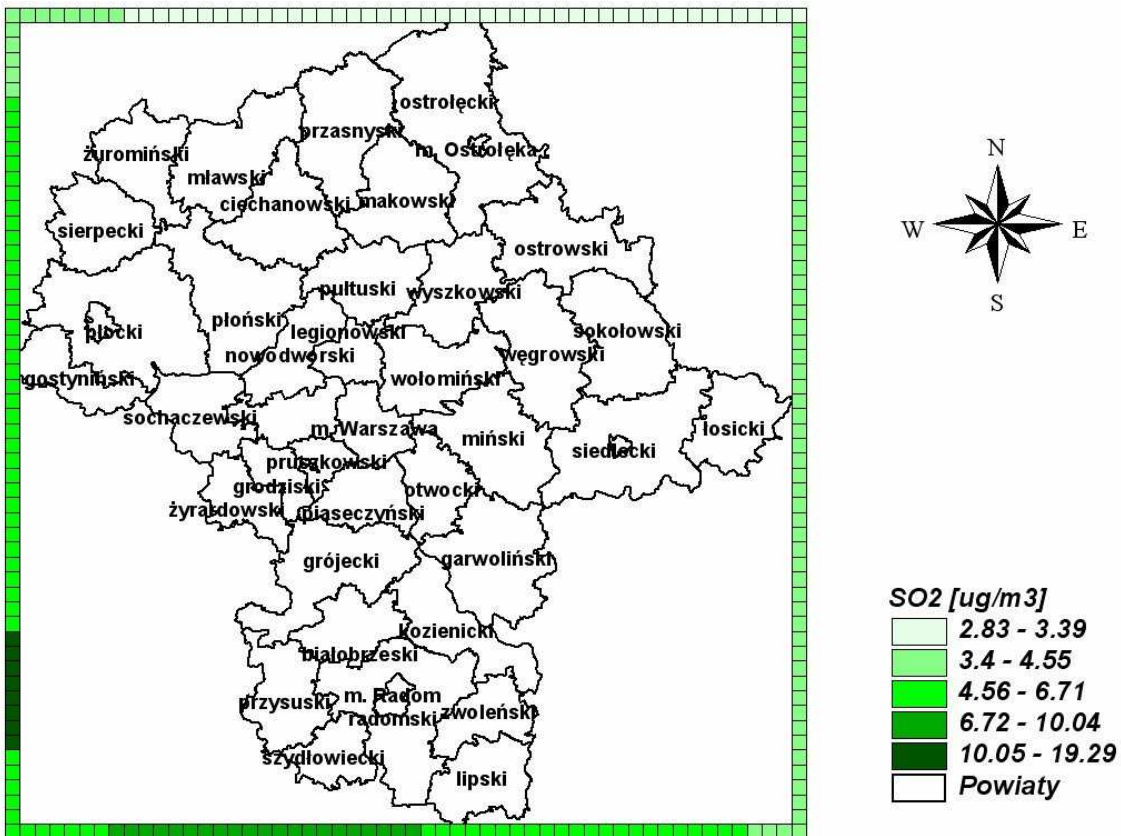 ostrołęcki
przasnyski
m. Ostrołęka
żuromiński
mławski
ciechanowski
makowski
sierpecki
ostrowski
pułtuski
wyszkowski
płocki
płoński
legionowski
sokołowski
nowodworski
węgrowski
gostyniński
wołomiński
sochaczewski
m. Warszawa
miński
łosicki
siedlecki
pruszkowski
grodziski
otwocki
żyrardowski
piaseczyński
grójecki
garwoliński
kozienicki
białobrzeski
przysuski
m. Radom
radomski
zwoleński
szydłowiecki
lipski
N
W
E
S
SO2 [ug/m3]
2.83 - 3.39
3.4 - 4.55
4.56 - 6.71
6.72 - 10.04
10.05 - 19.29
Powiaty